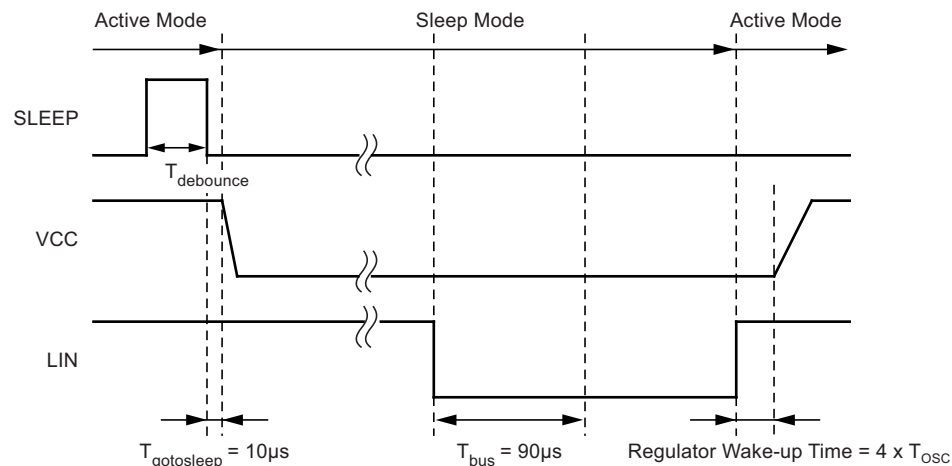 Active Mode Sleep Mode Active Mode
SLEEP
Tdebounce
VCC
LIN
Tgotosleep = 10µs Tbus = 90µs Regulator Wake-up Time = 4 x TOSC